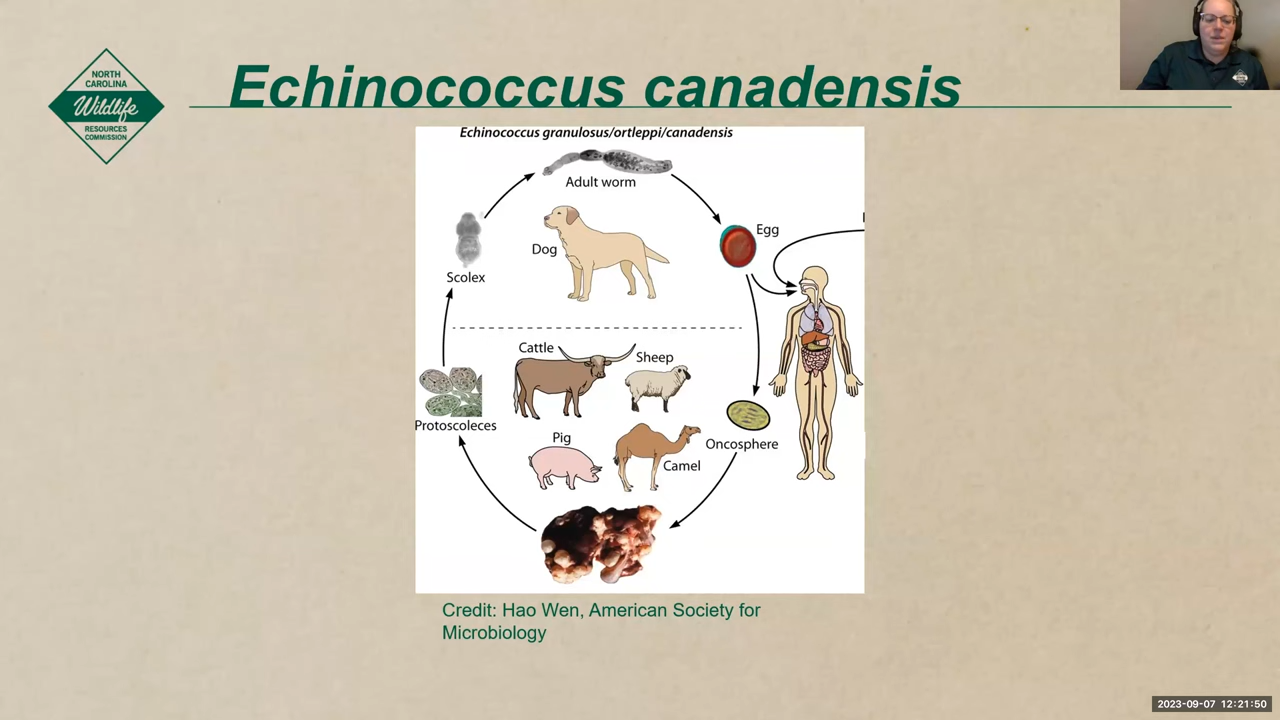 NORTH
CAROLINA
Wildlife
RESOURCES
COMMISSION
Echinococcus canadensis
Echinococcus granulosus/ortleppi/canadensis
Adult worm
Egg
Dog
Scolex
Cattle
Sheep
Protoscoleces
Pig
Oncosphere
Camel
Credit: Hao Wen, American Society for
Microbiology
2023-09-07 12:21:50